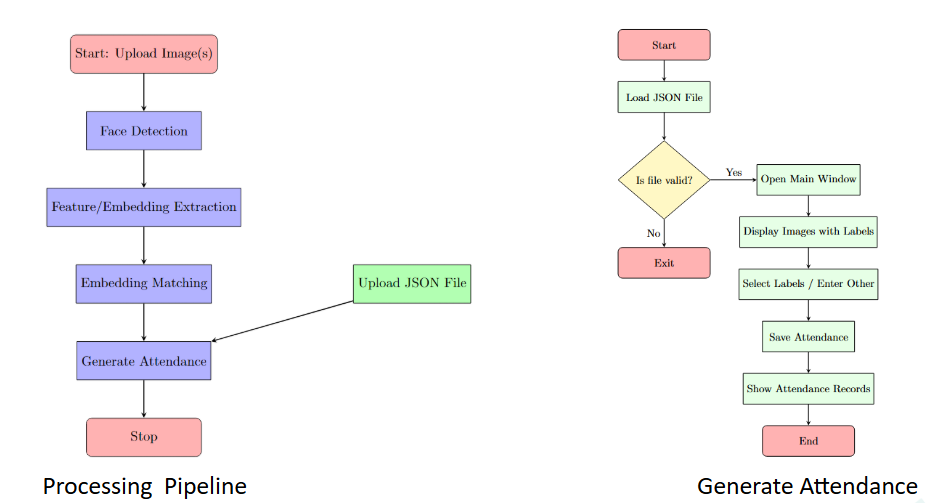 Start: Upload Image(s)
Face Detection
Feature/Embedding Extraction
Embedding Matching
Upload JSON File
Generate Attendance
Stop
Processing Pipeline
Start
Load JSON File
Is file valid?
Yes
Open Main Window
No
Display Images with Labels
Exit
Select Labels / Enter Other
Save Attendance
Show Attendance Records
End
Generate Attendance